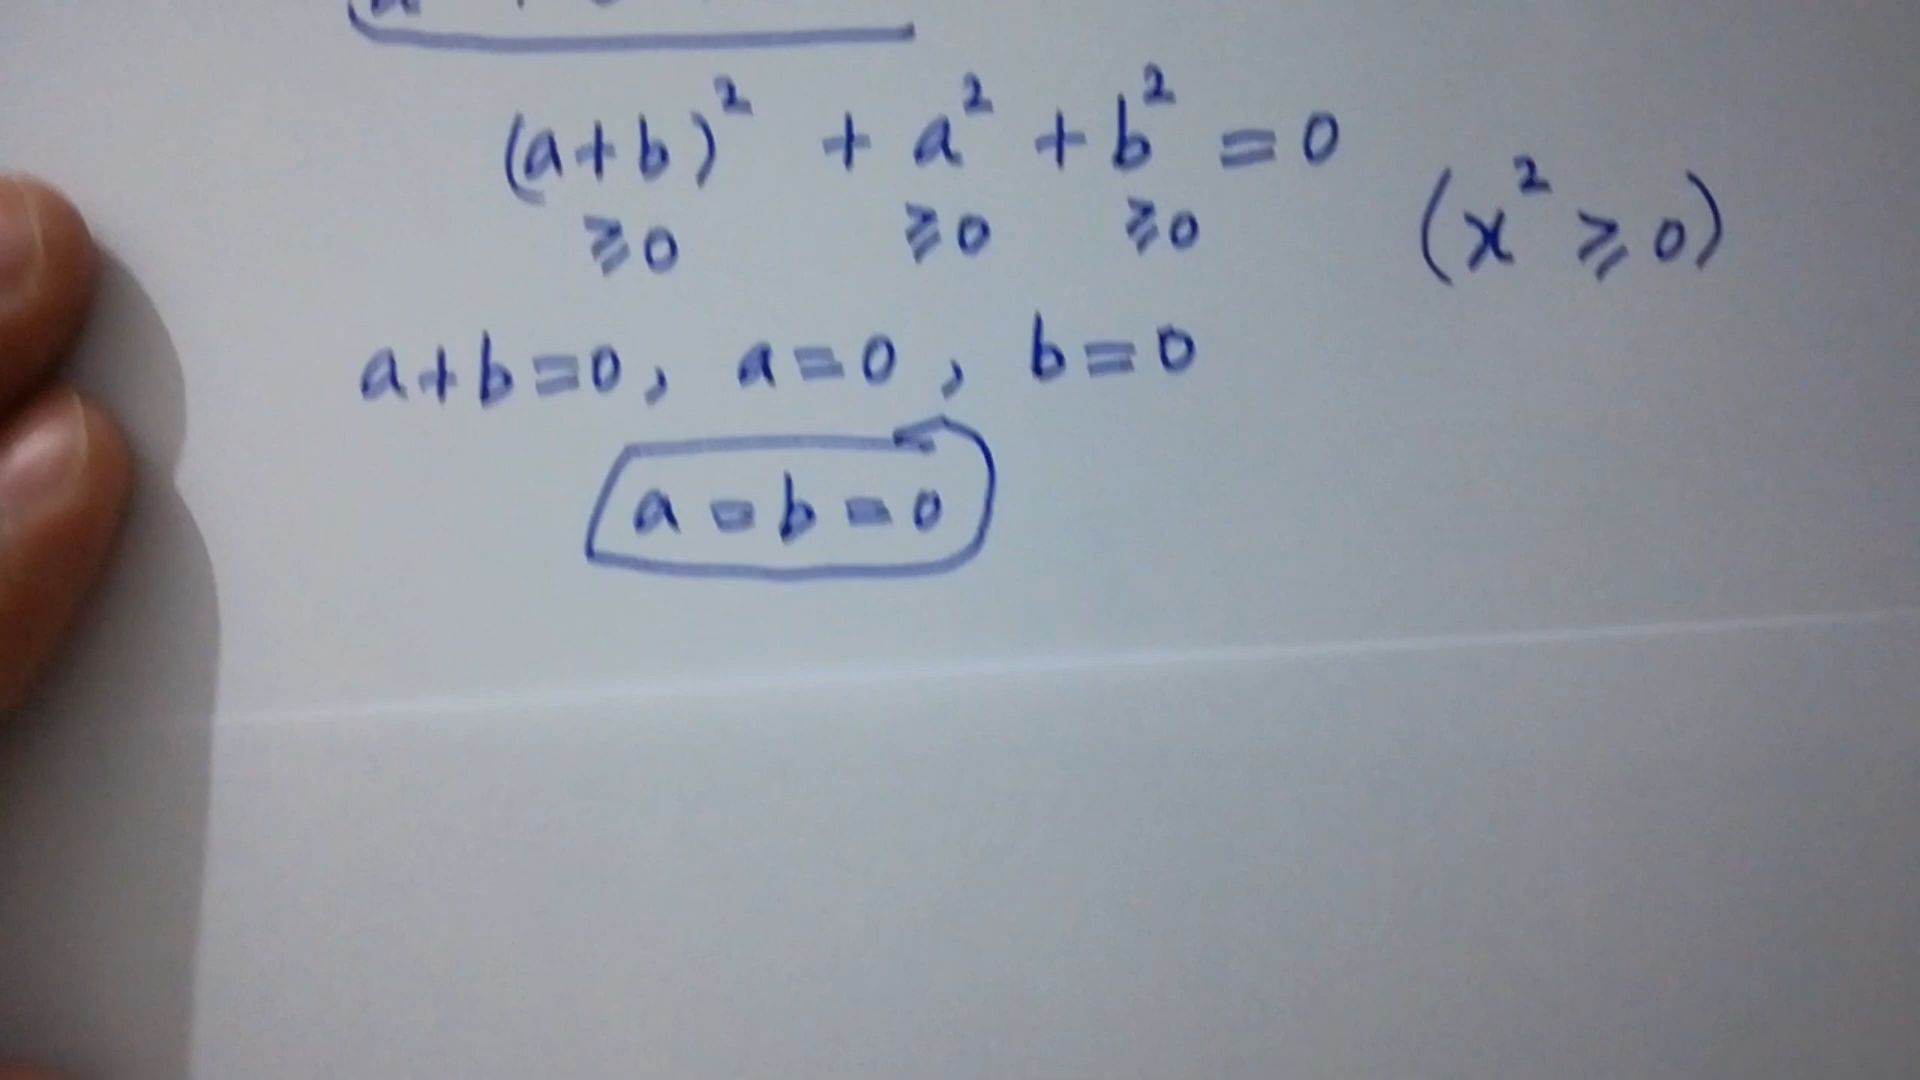 (a+b)² + a² + b² = 0
≥0 ≥0 ≥0 (x² ≥ 0)
a+b=0, a=0, b=0
a=b=0